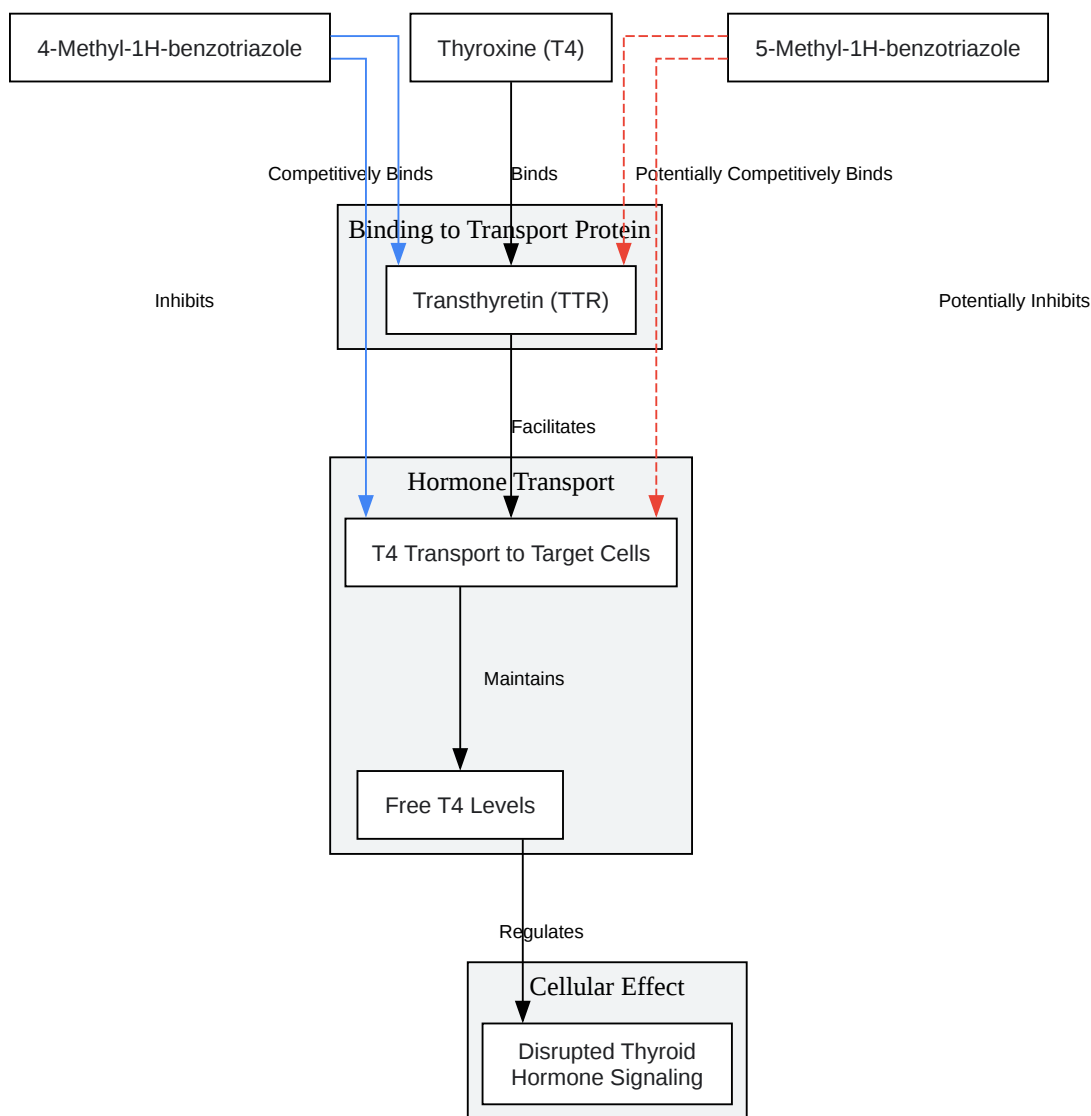 4-Methyl-1H-benzotriazole
Thyroxine (T4)
5-Methyl-1H-benzotriazole
Competitively Binds
Binds
Potentially Competitively Binds
Binding to Transport Protein
Transthyretin (TTR)
Inhibits
Potentially Inhibits
Facilitates
Hormone Transport
T4 Transport to Target Cells
Maintains
Free T4 Levels
Regulates
Cellular Effect
Disrupted Thyroid
Hormone Signaling